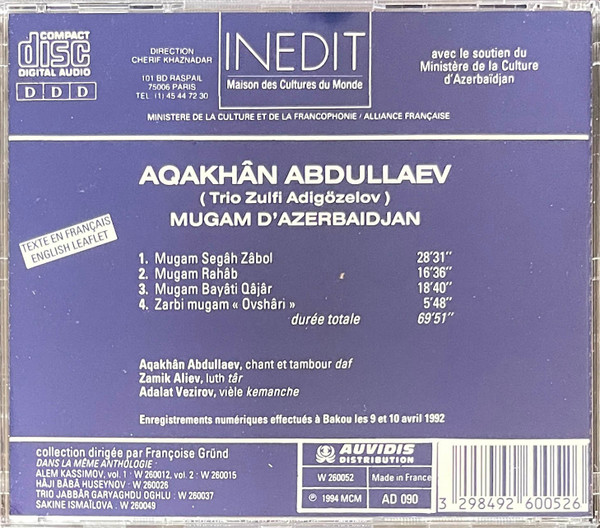 COMPACT
disc
DIGITAL AUDIO
D D D
DIRECTION
CHERIF KHAZNADAR
101 BD RASPAIL
75006 PARIS
TEL. (1) 45 44 72 30
INEDIT
Maison des Cultures du Monde
avec le soutien du
Ministère de la Culture
d'Azerbaïdjan
MINISTERE DE LA CULTURE ET DE LA FRANCOPHONIE / ALLIANCE FRANÇAISE
AQAKHÂN ABDULLAEV
( Trio Zulfi Adigözelov )
MUGAM D'AZERBAIDJAN
TEXTE EN FRANÇAIS
ENGLISH LEAFLET
1. Mugam Segâh Zâbol 28'31"
2. Mugam Rahâb 16'36"
3. Mugam Bayâti Qâjâr 18'40"
4. Zarbi mugam « Ovshâri » 5'48"
durée totale 69'51"
Aqakhân Abdullaev, chant et tambour daf
Zamik Aliev, luth târ
Adalat Vezirov, vièle kemanche
Enregistrements numériques effectués à Bakou les 9 et 10 avril 1992
collection dirigée par Françoise Gründ
DANS LA MÊME ANTHOLOGIE -
ALEM KASSIMOV, vol. 1 : W 260012, vol. 2 : W 260015
HÂJI BÂBÂ HUSEYNOV : W 260026
TRIO JABBÂR GARYAGHDU OGHLU : W 260037
SAKINE ISMAÏLOVA : W 260049
AUVIDIS
DISTRIBUTION
W 260052
Made in France
℗ 1994 MCM
AD 090
3 298492 600526